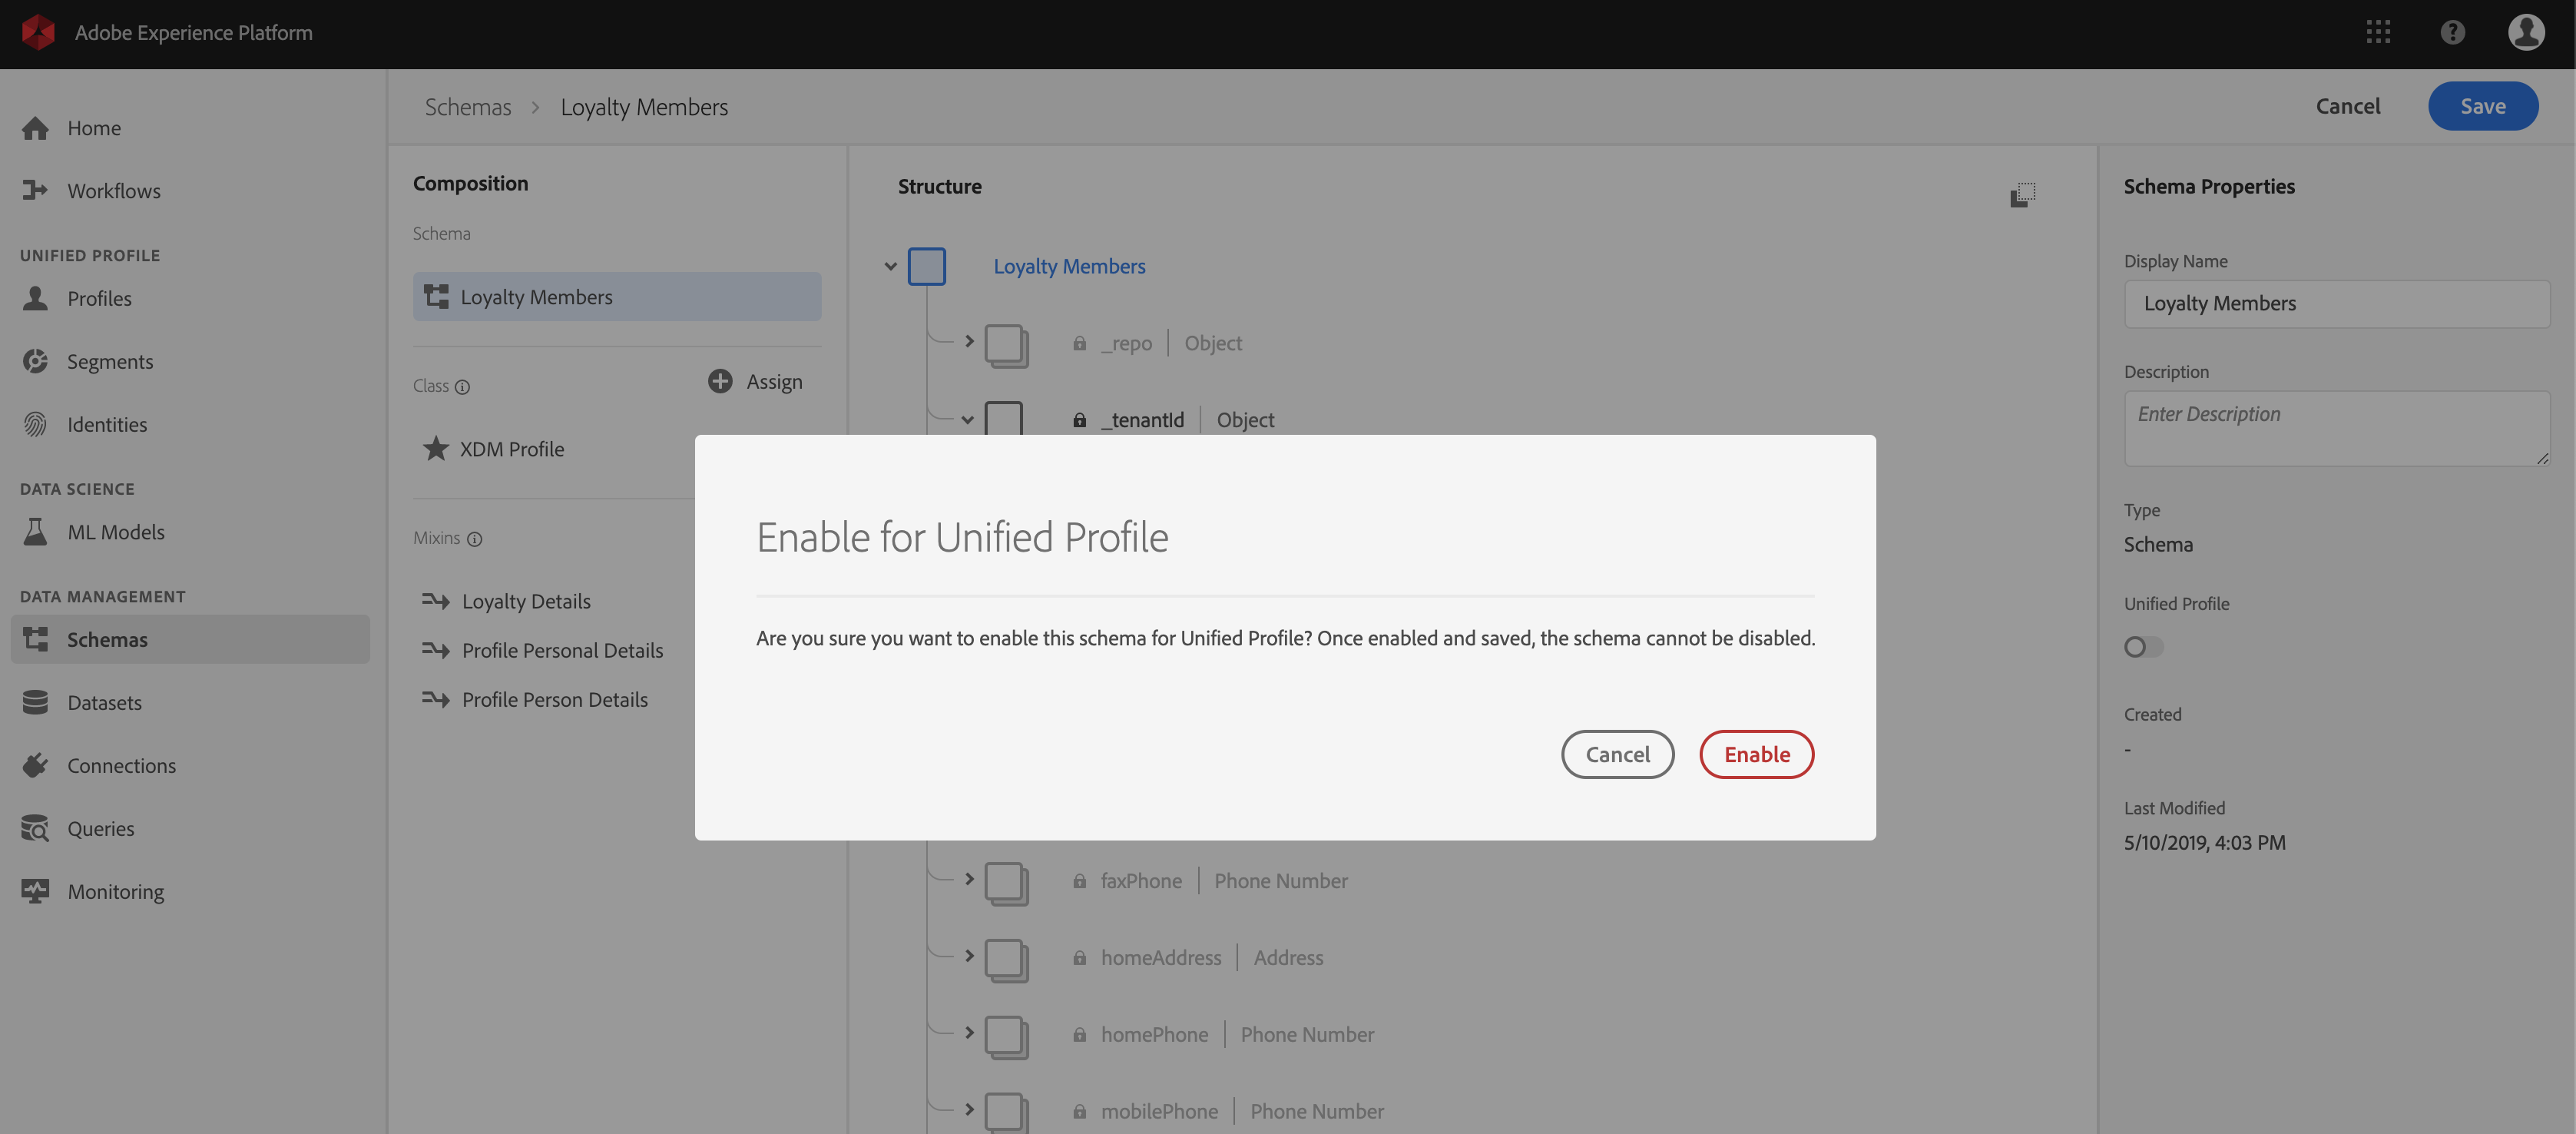 Adobe Experience Platform
Home
Workflows
UNIFIED PROFILE
Profiles
Segments
Identities
DATA SCIENCE
ML Models
DATA MANAGEMENT
Schemas
Datasets
Connections
Queries
Monitoring
Schemas > Loyalty Members
Cancel
Save
Composition
Schema
Loyalty Members
Class
Assign
XDM Profile
Mixins
Loyalty Details
Profile Personal Details
Profile Person Details
Structure
Loyalty Members
_repo | Object
_tenantId | Object
Enable for Unified Profile
Are you sure you want to enable this schema for Unified Profile? Once enabled and saved, the schema cannot be disabled.
Cancel
Enable
faxPhone | Phone Number
homeAddress | Address
homePhone | Phone Number
mobilePhone | Phone Number
Schema Properties
Display Name
Loyalty Members
Description
Enter Description
Type
Schema
Unified Profile
Created
-
Last Modified
5/10/2019, 4:03 PM